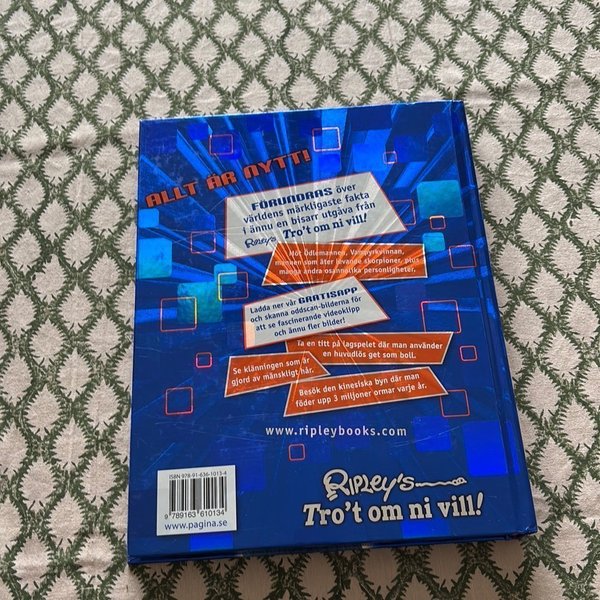 ALLT ÄR NYTT!
FÖRUNDRAS över
världens märkligaste fakta
i ännu en bisarr utgåva från
RIPLEY'S Tro't om ni vill!
Möt Ödlemannen, Vampyrkvinnan,
mannen som äter levande skorpioner, plus
många andra osannolika personligheter.
Ladda ner vår GRATISAPP
och skanna oddscan-bilderna för
att se fascinerande videoklipp
och ännu fler bilder!
Ta en titt på lagspelet där man använder
en huvudlös get som boll.
Se klänningen som är
gjord av mänskligt hår.
Besök den kinesiska byn där man
föder upp 3 miljoner ormar varje år.
www.ripleybooks.com
ISBN 978-91-636-1013-4
9 789163 610134
www.pagina.se
RIPLEY'S
Tro't om ni vill!